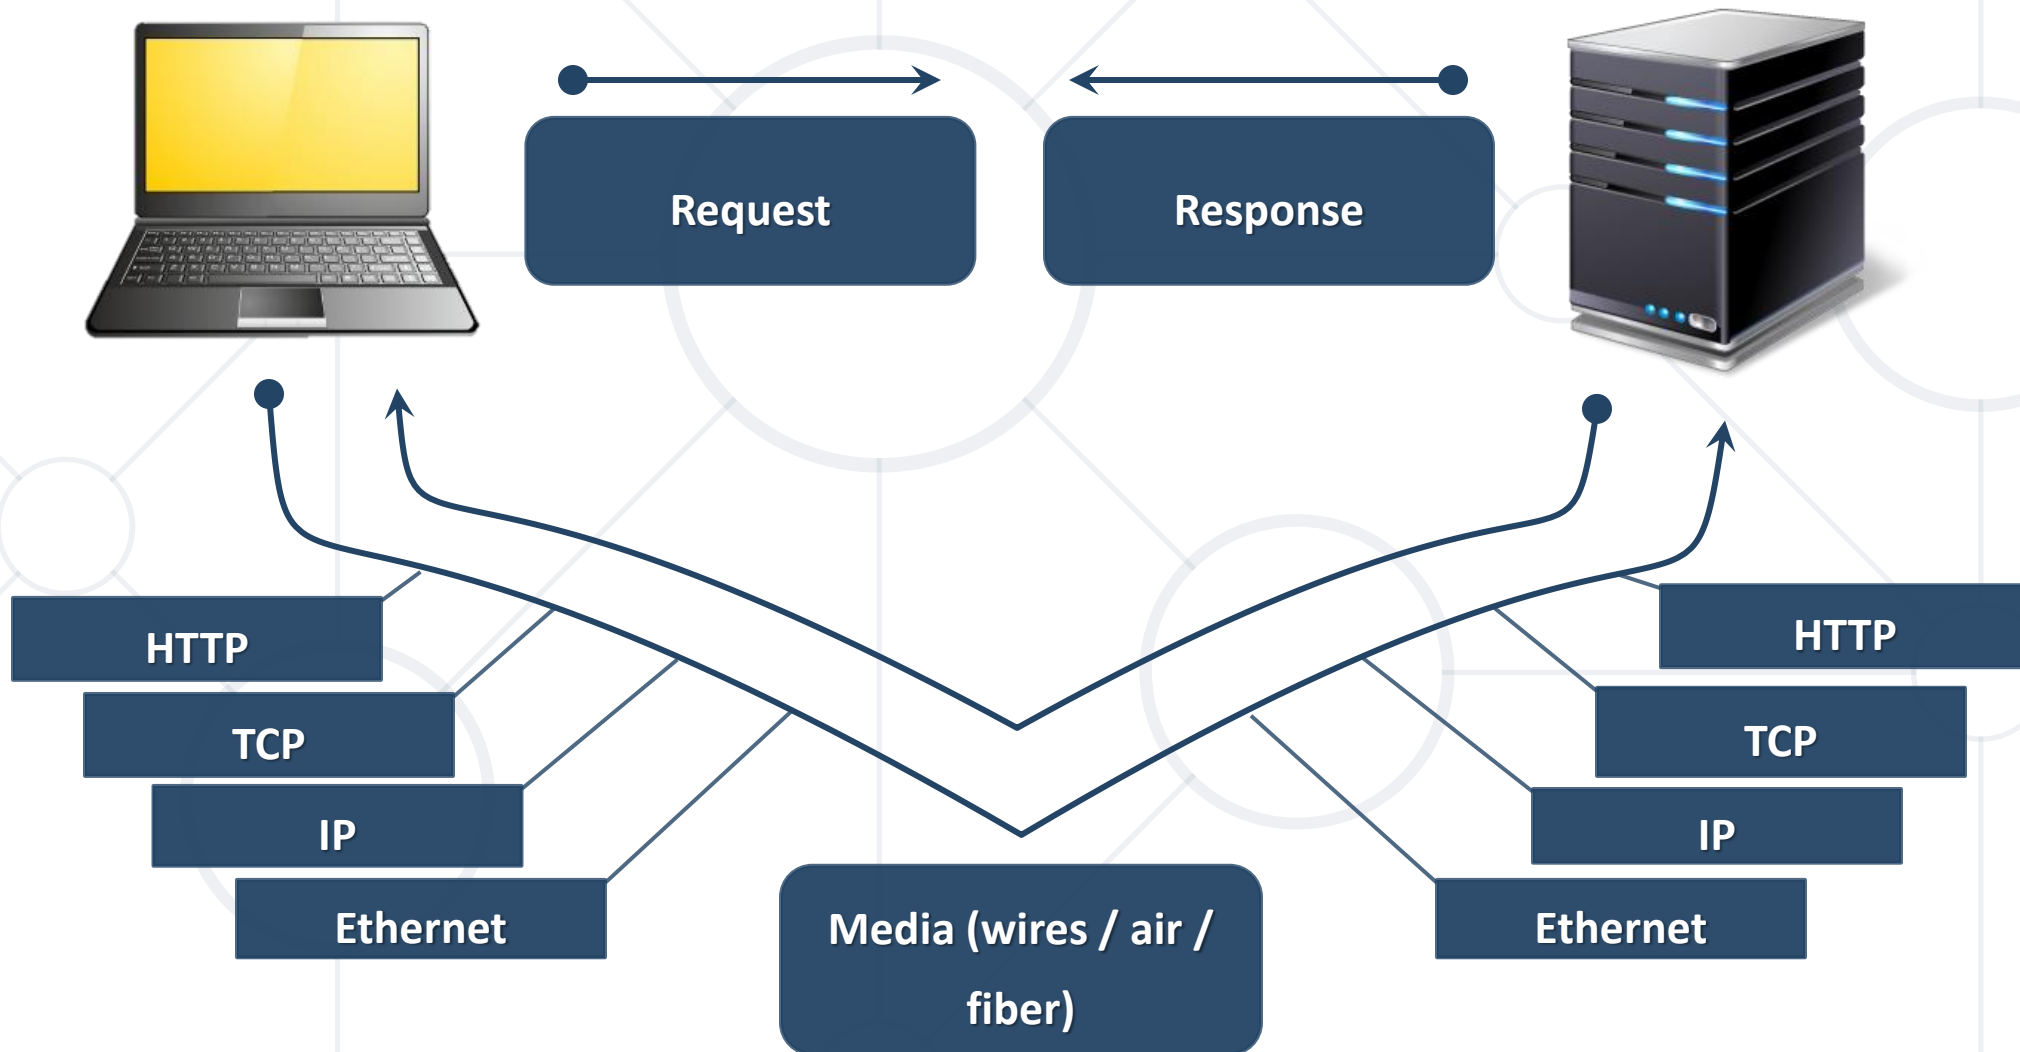 Request
Response
HTTP
HTTP
TCP
TCP
IP
IP
Ethernet
Media (wires / air /
fiber)
Ethernet